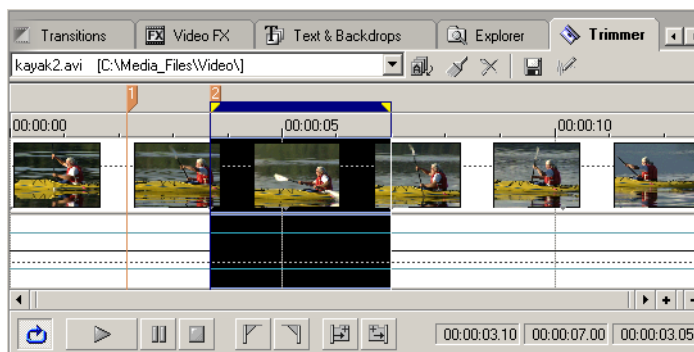 Transitions FX Video FX T Text & Backdrops Explorer Trimmer
kayak2.avi [C:\Media_Files\Video\]
1 2
00:00:00 00:00:05 00:00:10
00:00:03.10 00:00:07.00 00:00:03.05